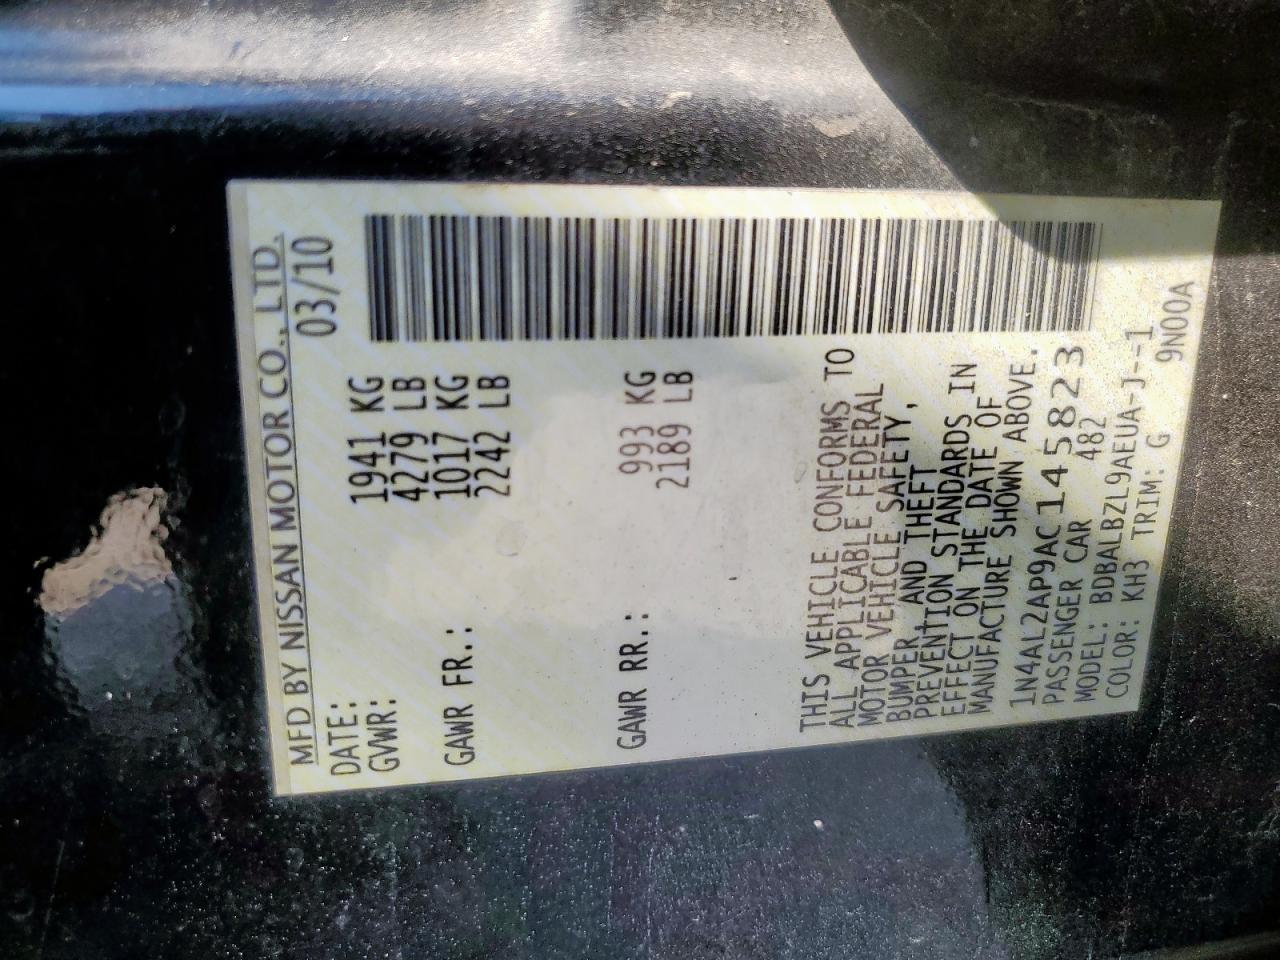 MFD BY NISSAN MOTOR CO., LTD.
DATE: 03/10
GVWR: 1941 KG
4279 LB
GAWR FR.: 1017 KG
2242 LB
GAWR RR.: 993 KG
2189 LB
THIS VEHICLE CONFORMS TO
ALL APPLICABLE FEDERAL
MOTOR VEHICLE SAFETY,
BUMPER, AND THEFT
PREVENTION STANDARDS IN
EFFECT ON THE DATE OF
MANUFACTURE SHOWN ABOVE.
1N4AL2AP9AC145823
PASSENGER CAR 482
MODEL: BDBALBZL9AEUA-J--1
COLOR: KH3 TRIM: G 9N00A